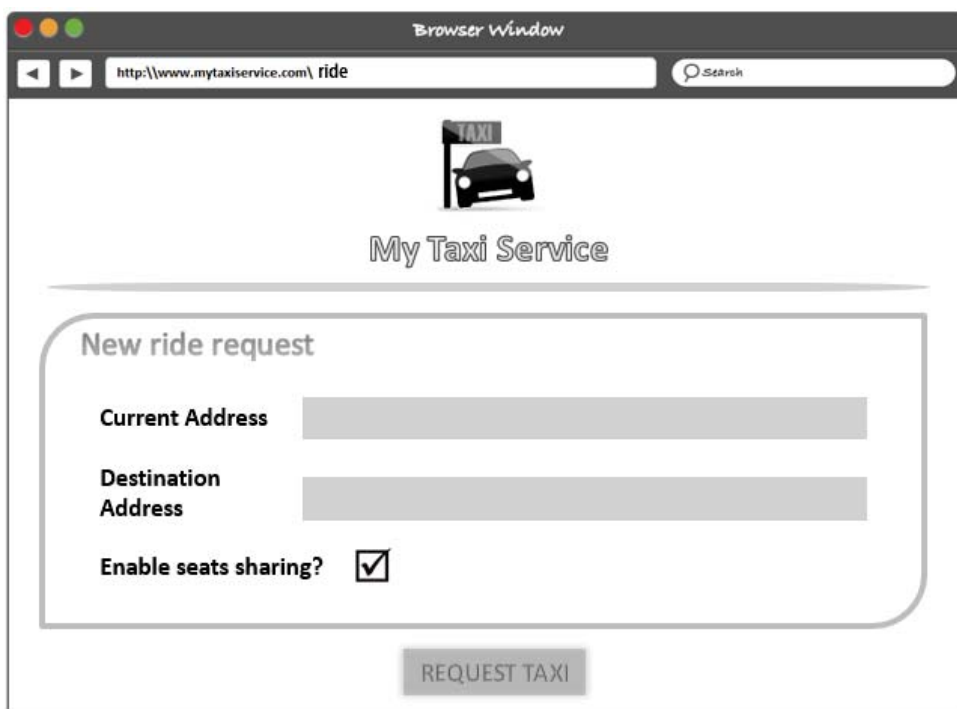 Browser Window
http:\\www.mytaxiservice.com\ ride
Search
TAXI
My Taxi Service
New ride request
Current Address
Destination
Address
Enable seats sharing?
REQUEST TAXI